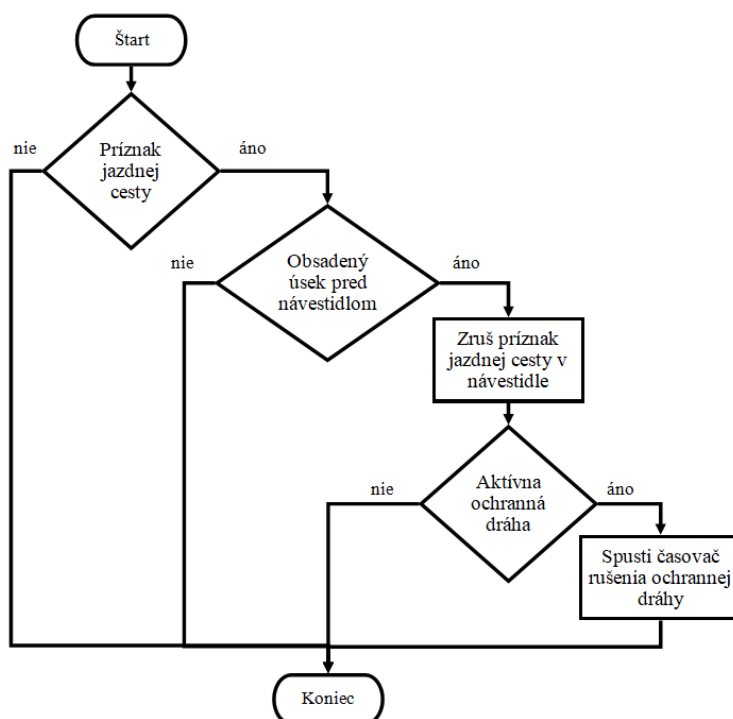 Štart
nie
áno
Príznak
jazdnej
cesty
nie
áno
Obsadený
úsek pred
návestidlom
Zruš príznak
jazdnej cesty v
návestidle
nie
áno
Aktívna
ochranná
dráha
Spusti časovač
rušenia ochrannej
dráhy
Koniec